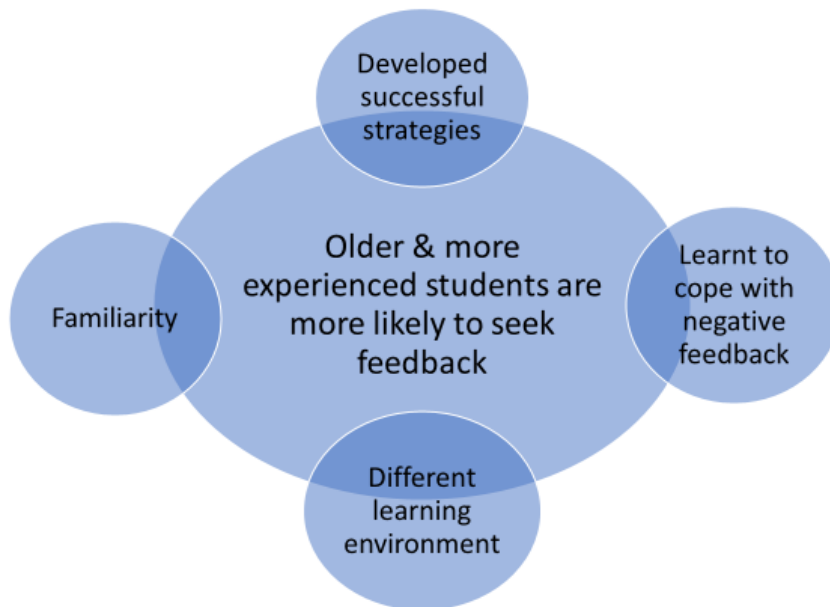 Developed
successful
strategies
Older & more
experienced students are
more likely to seek
feedback
Learnt to
cope with
negative
feedback
Familiarity
Different
learning
environment